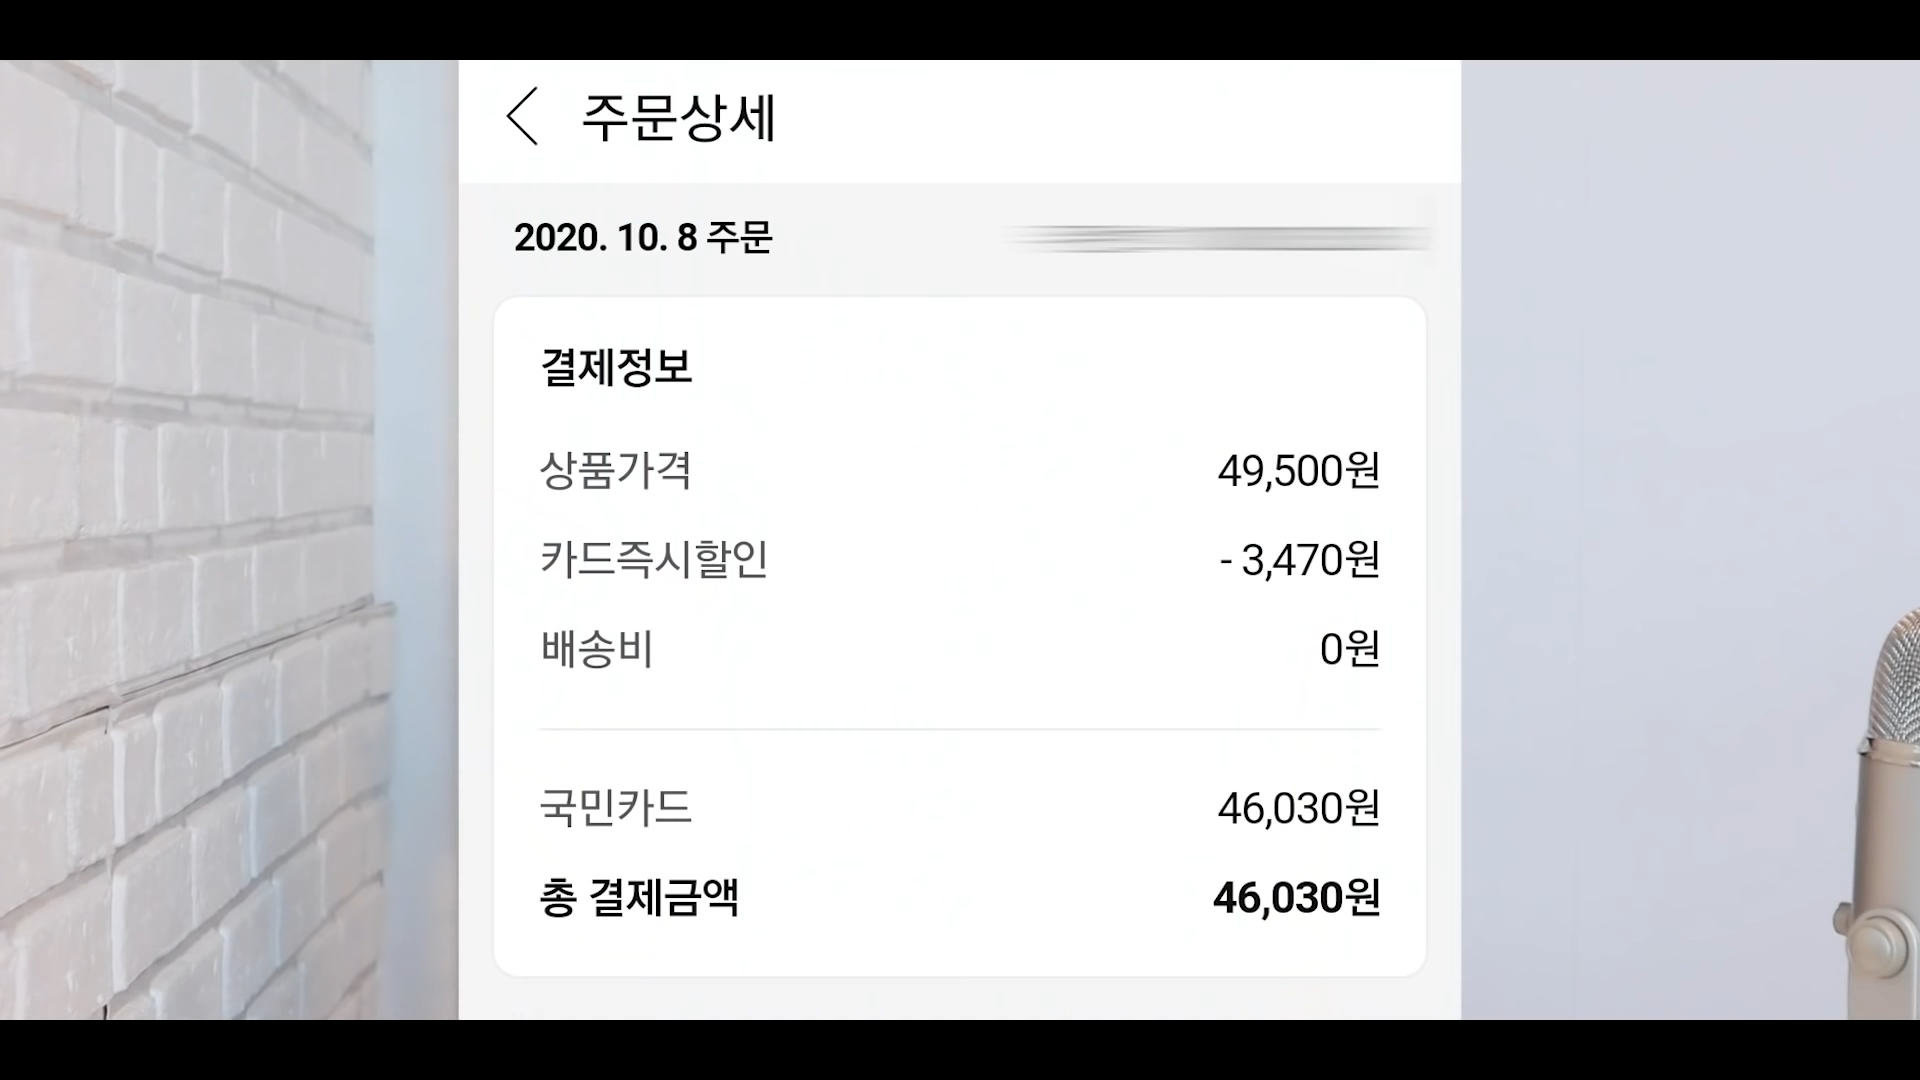 주문상세
2020. 10. 8 주문
결제정보
상품가격 49,500원
카드즉시할인 - 3,470원
배송비 0원
국민카드 46,030원
총 결제금액 46,030원